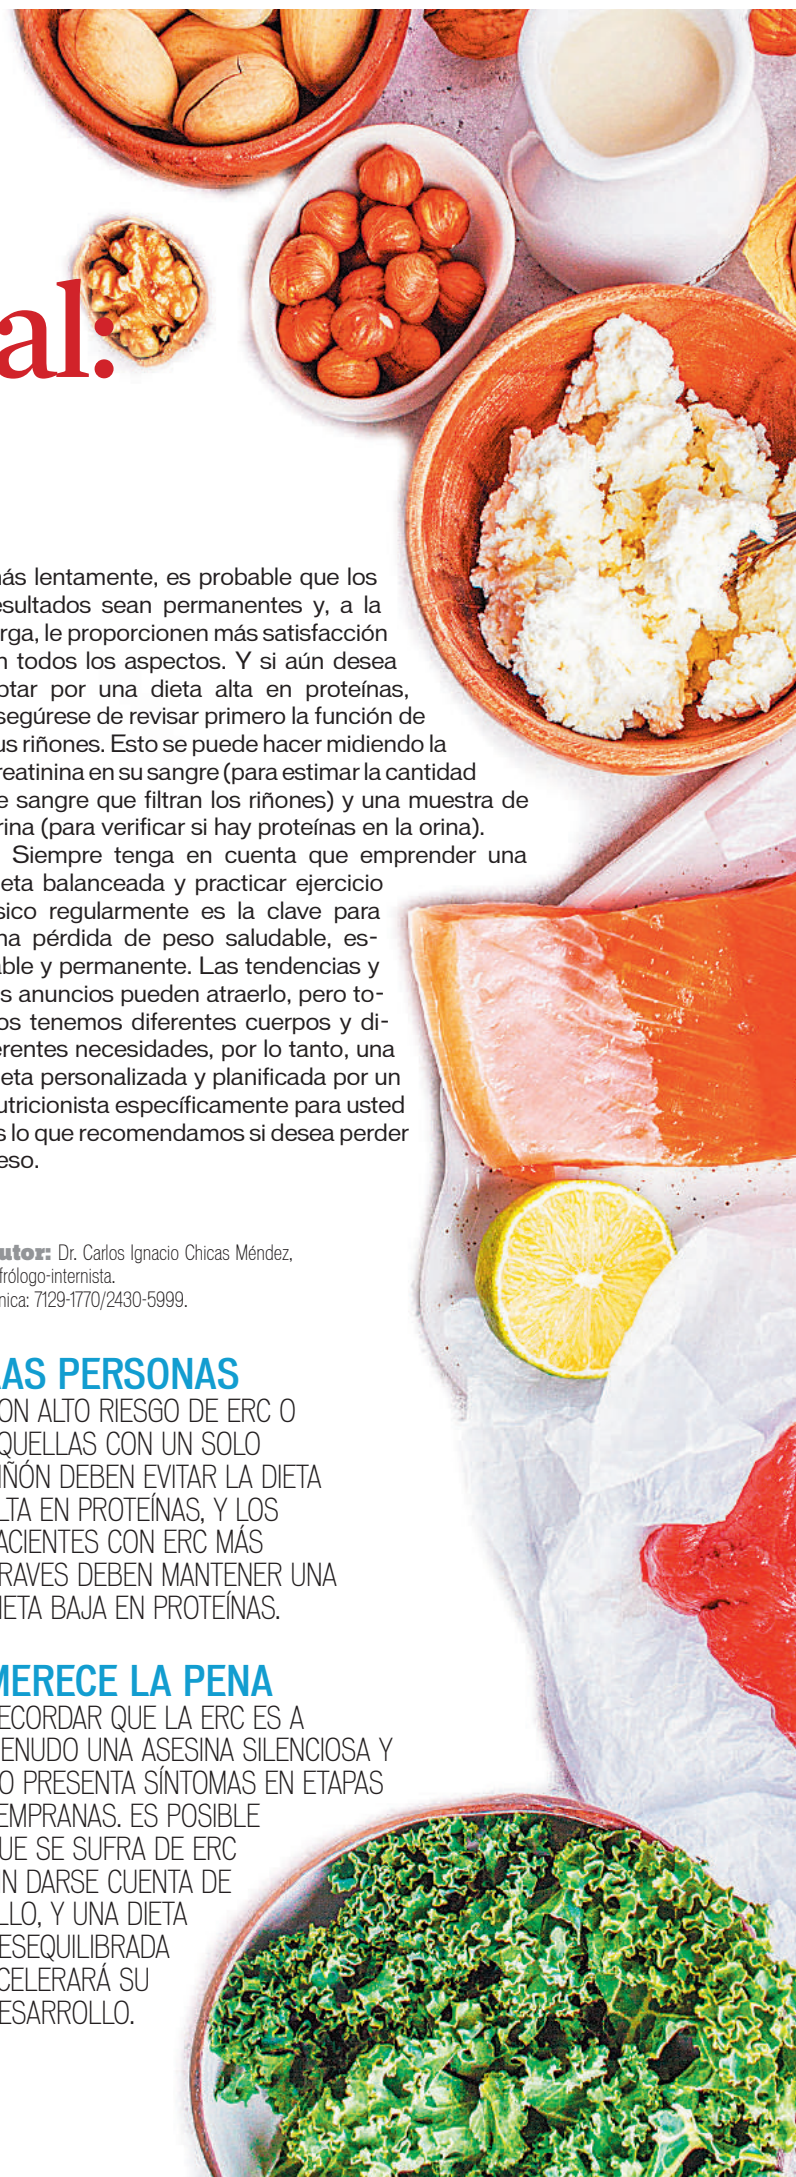 al:
ás lentamente, es probable que los
esultados sean permanentes y, a la
rga, le proporcionen más satisfacción
n todos los aspectos. Y si aún desea
ptar por una dieta alta en proteínas,
segúrese de revisar primero la función de
us riñones. Esto se puede hacer midiendo la
reatinina en su sangre (para estimar la cantidad
e sangre que filtran los riñones) y una muestra de
rina (para verificar si hay proteínas en la orina).
Siempre tenga en cuenta que emprender una
eta balanceada y practicar ejercicio
sico regularmente es la clave para
na pérdida de peso saludable, es-
able y permanente. Las tendencias y
s anuncios pueden atraerlo, pero to-
os tenemos diferentes cuerpos y di-
erentes necesidades, por lo tanto, una
eta personalizada y planificada por un
utricionista específicamente para usted
s lo que recomendamos si desea perder
eso.
utor: Dr. Carlos Ignacio Chicas Méndez,
frólogo-internista.
nica: 7129-1770/2430-5999.
LAS PERSONAS
ON ALTO RIESGO DE ERC O
QUELLAS CON UN SOLO
IÑÓN DEBEN EVITAR LA DIETA
LTA EN PROTEÍNAS, Y LOS
ACIENTES CON ERC MÁS
RAVES DEBEN MANTENER UNA
IETA BAJA EN PROTEÍNAS.
MERECE LA PENA
ECORDAR QUE LA ERC ES A
ENUDO UNA ASESINA SILENCIOSA Y
O PRESENTA SÍNTOMAS EN ETAPAS
EMPRANAS. ES POSIBLE
UE SE SUFRA DE ERC
IN DARSE CUENTA DE
LLO, Y UNA DIETA
ESEQUILIBRADA
CELERARÁ SU
ESARROLLO.